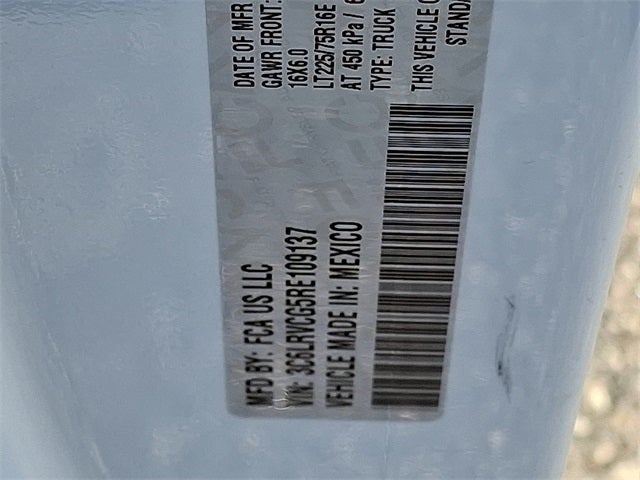 MFD BY: FCA US LLC
DATE OF MFR
VIN: 3C6LRVCG5RE109137
GAWR FRONT:
VEHICLE MADE IN: MEXICO
16X6.0
LT225/75R16E
AT 450 kPa /
TYPE: TRUCK
THIS VEHICLE
STANDA